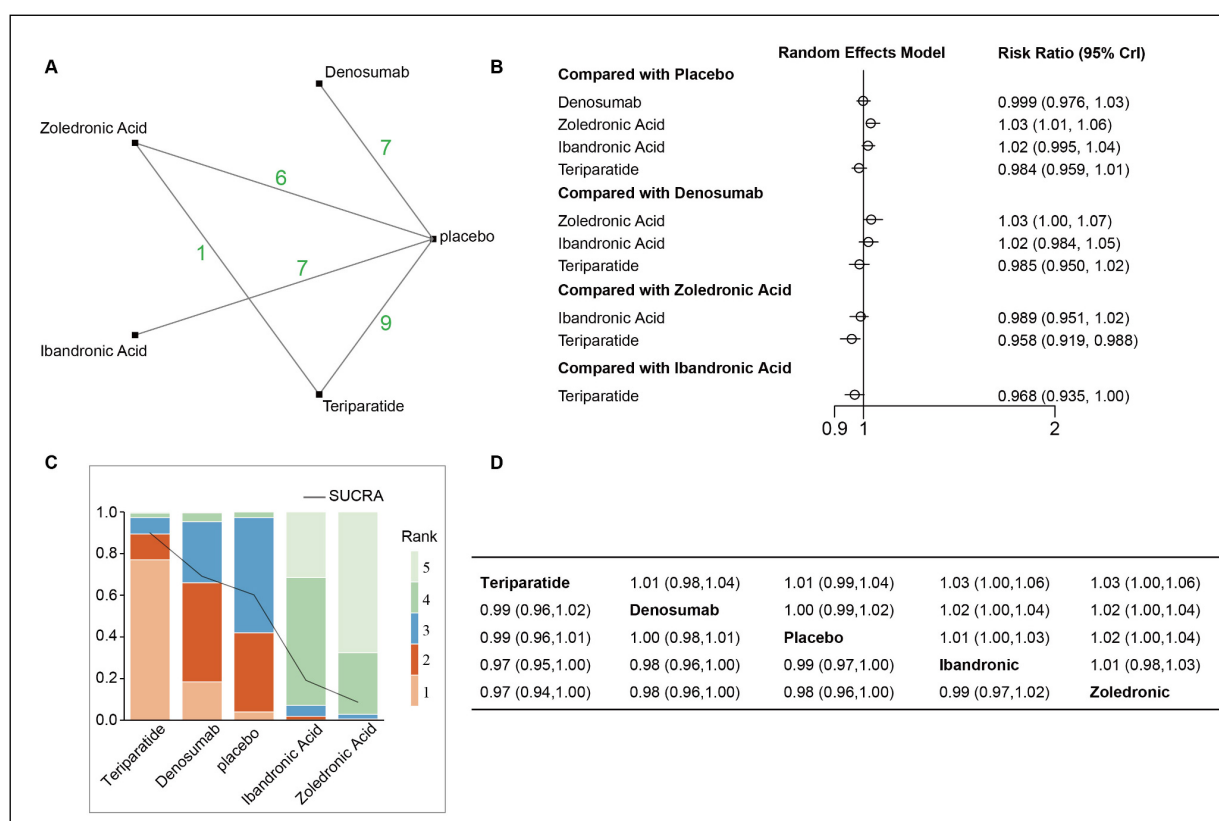 A
Denosumab
Zoledronic Acid
7
6
placebo
1
7
9
Ibandronic Acid
Teriparatide
B
Random Effects Model Risk Ratio (95% CrI)
Compared with Placebo
Denosumab 0.999 (0.976, 1.03)
Zoledronic Acid 1.03 (1.01, 1.06)
Ibandronic Acid 1.02 (0.995, 1.04)
Teriparatide 0.984 (0.959, 1.01)
Compared with Denosumab
Zoledronic Acid 1.03 (1.00, 1.07)
Ibandronic Acid 1.02 (0.984, 1.05)
Teriparatide 0.985 (0.950, 1.02)
Compared with Zoledronic Acid
Ibandronic Acid 0.989 (0.951, 1.02)
Teriparatide 0.958 (0.919, 0.988)
Compared with Ibandronic Acid
Teriparatide 0.968 (0.935, 1.00)
0.9 1 2
C
SUCRA
1.0
0.8
0.6
0.4
0.2
0.0
Rank
5
4
3
2
1
Teriparatide
Denosumab
placebo
Ibandronic Acid
Zoledronic Acid
D
Teriparatide 1.01 (0.98,1.04) 1.01 (0.99,1.04) 1.03 (1.00,1.06) 1.03 (1.00,1.06)
0.99 (0.96,1.02) Denosumab 1.00 (0.99,1.02) 1.02 (1.00,1.04) 1.02 (1.00,1.04)
0.99 (0.96,1.01) 1.00 (0.98,1.01) Placebo 1.01 (1.00,1.03) 1.02 (1.00,1.04)
0.97 (0.95,1.00) 0.98 (0.96,1.00) 0.99 (0.97,1.00) Ibandronic 1.01 (0.98,1.03)
0.97 (0.94,1.00) 0.98 (0.96,1.00) 0.98 (0.96,1.00) 0.99 (0.97,1.02) Zoledronic